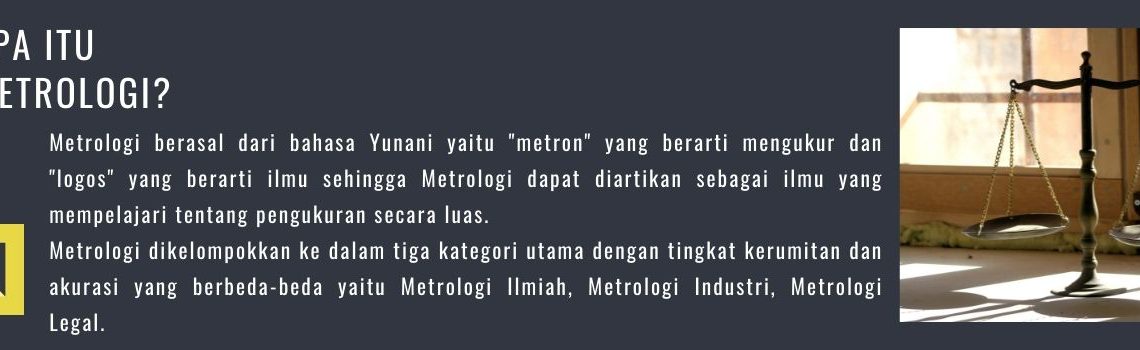 PA ITU
ETROLOGI?
Metrologi berasal dari bahasa Yunani yaitu "metron" yang berarti mengukur dan
"logos" yang berarti ilmu sehingga Metrologi dapat diartikan sebagai ilmu yang
mempelajari tentang pengukuran secara luas.
Metrologi dikelompokkan ke dalam tiga kategori utama dengan tingkat kerumitan dan
akurasi yang berbeda-beda yaitu Metrologi Ilmiah, Metrologi Industri, Metrologi
Legal.